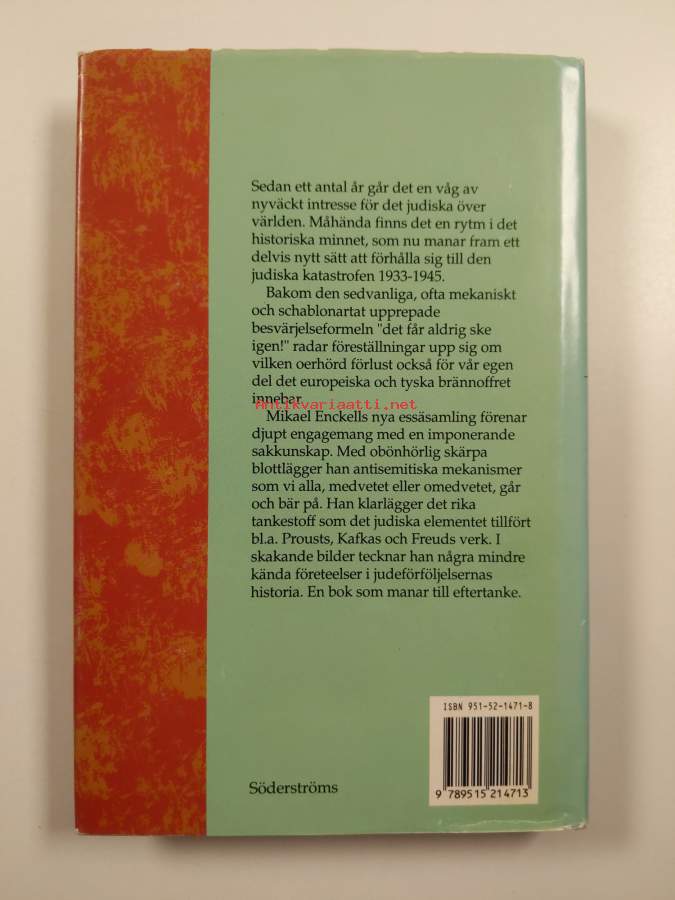 Sedan ett antal år går det en våg av
nyväckt intresse för det judiska över
världen. Måhända finns det en rytm i det
historiska minnet, som nu manar fram ett
delvis nytt sätt att förhålla sig till den
judiska katastrofen 1933-1945.
Bakom den sedvanliga, ofta mekaniskt
och schablonartat upprepade
besvärjelseformeln "det får aldrig ske
igen!" radar föreställningar upp sig om
vilken oerhörd förlust också för vår egen
del det europeiska och tyska brännoffret
innebar.
Antikvariaatti.net
Mikael Enckells nya essäsamling förenar
djupt engagemang med en imponerande
sakkunskap. Med obönhörlig skärpa
blottlägger han antisemitiska mekanismer
som vi alla, medvetet eller omedvetet, går
och bär på. Han klarlägger det rika
tankestoff som det judiska elementet tillfört
bl.a. Prousts, Kafkas och Freuds verk. I
skakande bilder tecknar han några mindre
kända företeelser i judeförföljelsernas
historia. En bok som manar till eftertanke.
ISBN 951-52-1471-8
9 789515 214713
Söderströms